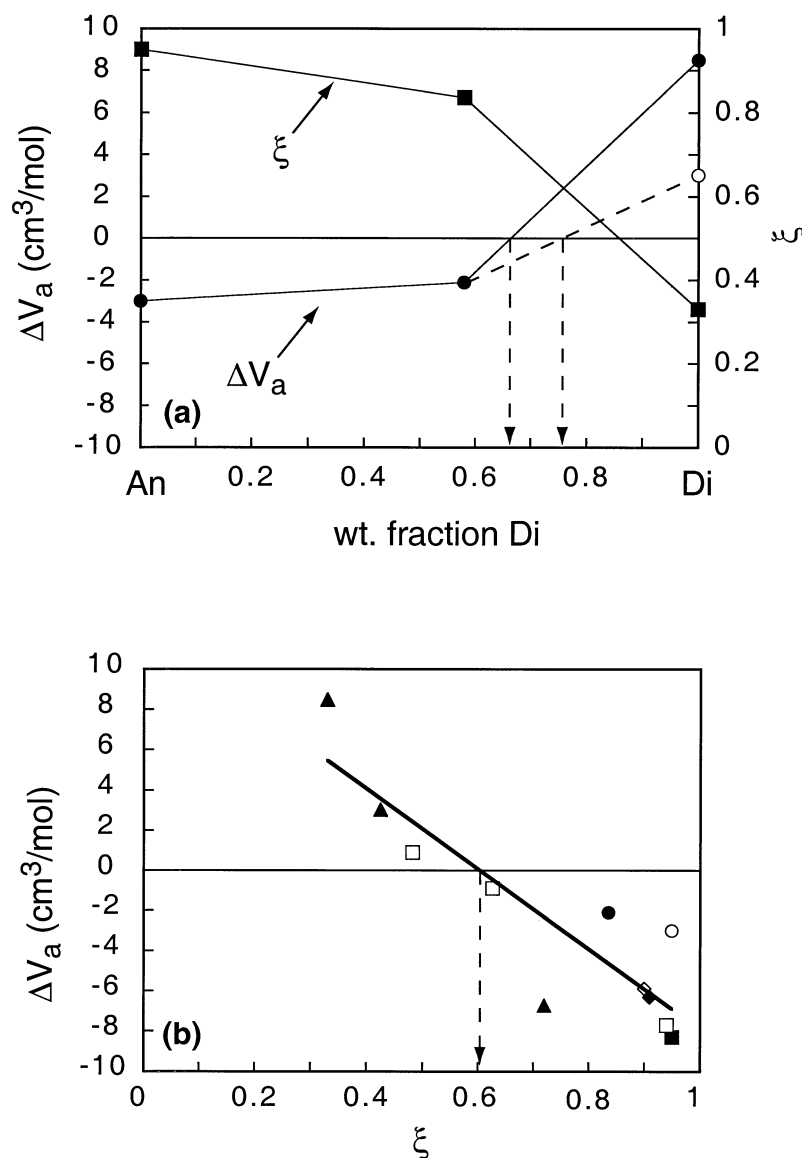 10
8
6
4
2
0
-2
-4
-6
-8
-10
ΔVa (cm3/mol)
ξ
ΔVa
(a)
1
0.8
0.6
0.4
0.2
0
ξ
An 0.2 0.4 0.6 0.8 Di
wt. fraction Di
10
8
6
4
2
0
-2
-4
-6
-8
-10
ΔVa (cm3/mol)
(b)
0 0.2 0.4 0.6 0.8 1
ξ